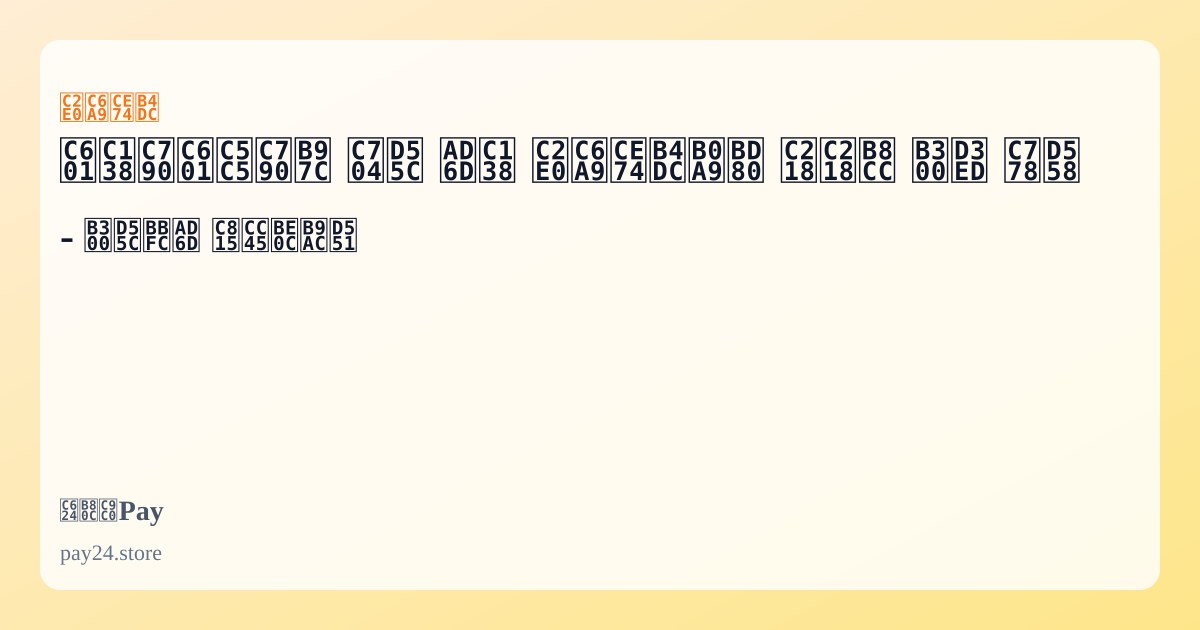 신용카드
영세자영업자를 위한 국세 신용카드납부 수수료 대폭 인하
- 대한민국 정책브리핑
오렌지Pay
pay24.store